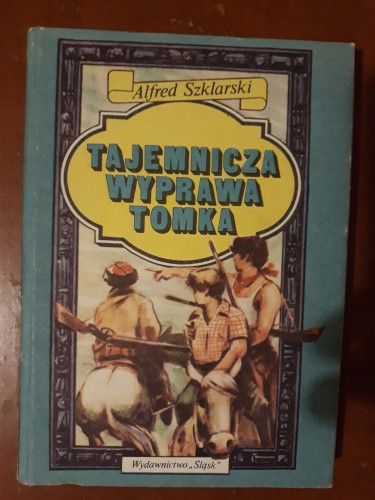 Alfred Szklarski
TAJEMNICZA
WYPRAWA
TOMKA
Wydawnictwo „Śląsk”